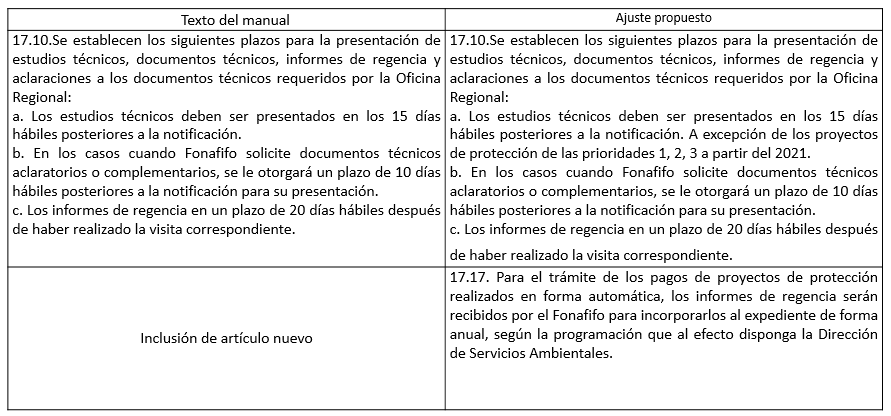 Texto del manual
Ajuste propuesto
17.10.Se establecen los siguientes plazos para la presentación de
estudios técnicos, documentos técnicos, informes de regencia y
aclaraciones a los documentos técnicos requeridos por la Oficina
Regional:
a. Los estudios técnicos deben ser presentados en los 15 días
hábiles posteriores a la notificación.
b. En los casos cuando Fonafifo solicite documentos técnicos
aclaratorios o complementarios, se le otorgará un plazo de 10 días
hábiles posteriores a la notificación para su presentación.
c. Los informes de regencia en un plazo de 20 días hábiles después
de haber realizado la visita correspondiente.
17.10.Se establecen los siguientes plazos para la presentación de
estudios técnicos, documentos técnicos, informes de regencia y
aclaraciones a los documentos técnicos requeridos por la Oficina
Regional:
a. Los estudios técnicos deben ser presentados en los 15 días
hábiles posteriores a la notificación. A excepción de los proyectos
de protección de las prioridades 1, 2, 3 a partir del 2021.
b. En los casos cuando Fonafifo solicite documentos técnicos
aclaratorios o complementarios, se le otorgará un plazo de 10 días
hábiles posteriores a la notificación para su presentación.
c. Los informes de regencia en un plazo de 20 días hábiles después
de haber realizado la visita correspondiente.
Inclusión de artículo nuevo
17.17. Para el trámite de los pagos de proyectos de protección
realizados en forma automática, los informes de regencia serán
recibidos por el Fonafifo para incorporarlos al expediente de forma
anual, según la programación que al efecto disponga la Dirección
de Servicios Ambientales.